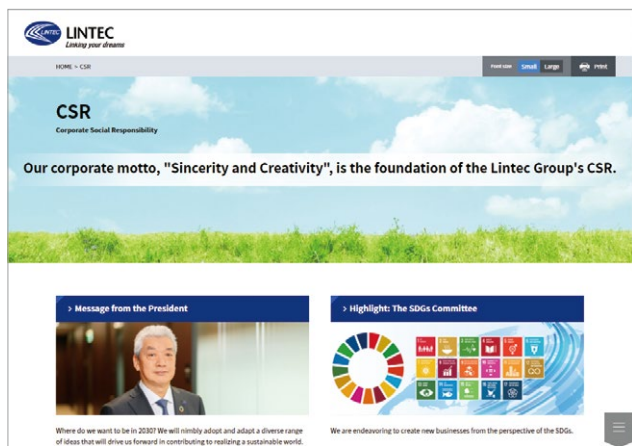 LINTEC
Linking your dreams
HOME > CSR
Font size Small Large Print
CSR
Corporate Social Responsibility
Our corporate motto, "Sincerity and Creativity", is the foundation of the Lintec Group's CSR.
> Message from the President
> Highlight: The SDGs Committee
Where do we want to be in 2030? We will nimbly adopt and adapt a diverse range
of ideas that will drive us forward in contributing to realizing a sustainable world.
We are endeavoring to create new businesses from the perspective of the SDGs.